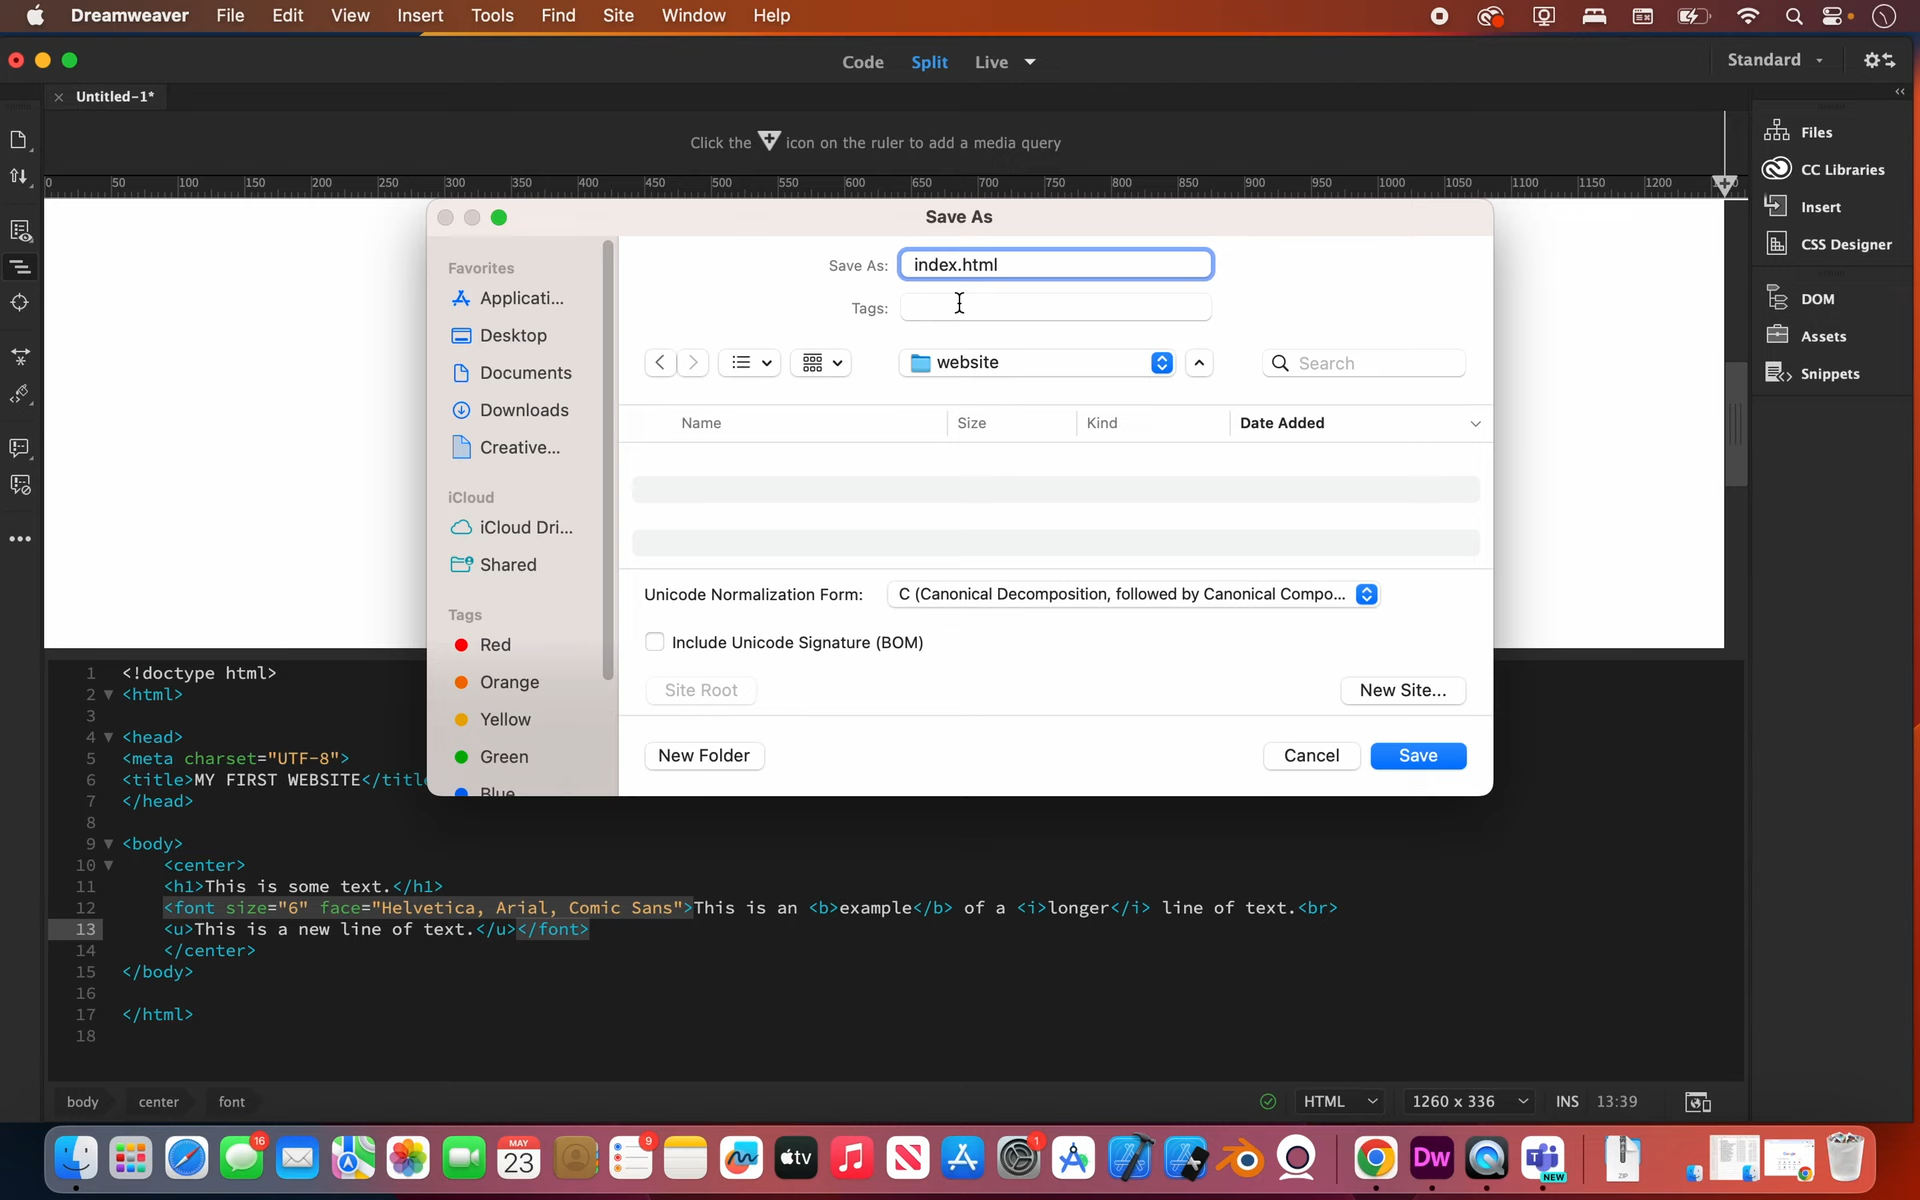 Dreamweaver File Edit View Insert Tools Find Site Window Help
Code Split Live
Standard
Untitled-1*
Click the icon on the ruler to add a media query
0 50 100 150 200 250 300 350 400 450 500 550 600 650 700 750 800 850 900 950 1000 1050 1100 1150 1200
Files
CC Libraries
Insert
CSS Designer
DOM
Assets
Snippets
Save As
Favorites
Applicati...
Desktop
Documents
Downloads
Creative...
iCloud
iCloud Dri...
Shared
Tags
Red
Orange
Yellow
Green
Blue
Save As: index.html
Tags:
website
Search
Name Size Kind Date Added
Unicode Normalization Form: C (Canonical Decomposition, followed by Canonical Compo...
Include Unicode Signature (BOM)
Site Root New Site...
New Folder Cancel Save
1 <!doctype html>
2 <html>
3
4 <head>
5 <meta charset="UTF-8">
6 <title>MY FIRST WEBSITE</title
7 </head>
8
9 <body>
10 <center>
11 <h1>This is some text.</h1>
12 <font size="6" face="Helvetica, Arial, Comic Sans">This is an <b>example</b> of a <i>longer</i> line of text.<br>
13 <u>This is a new line of text.</u></font>
14 </center>
15 </body>
16
17 </html>
18
body center font
HTML 1260 x 336 INS 13:39
16
MAY
23
9
tv
1
Dw
NEW
ZIP